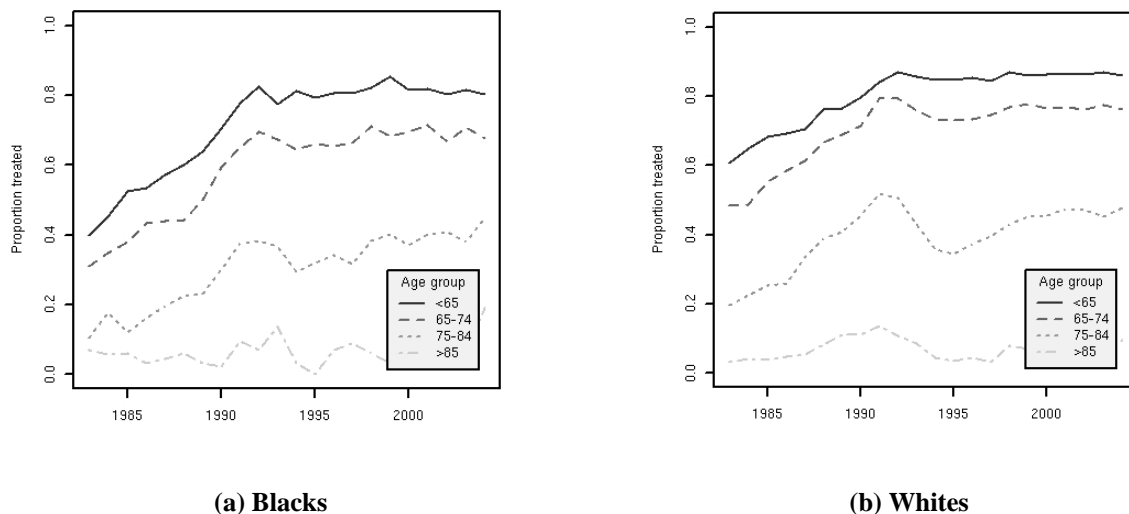 1.0
0.8
0.6
0.4
0.2
0.0
Proportion treated
1985 1990 1995 2000
Age group
<65
65-74
75-84
>85
(a) Blacks
1.0
0.8
0.6
0.4
0.2
0.0
Proportion treated
1985 1990 1995 2000
Age group
<65
65-74
75-84
>85
(b) Whites